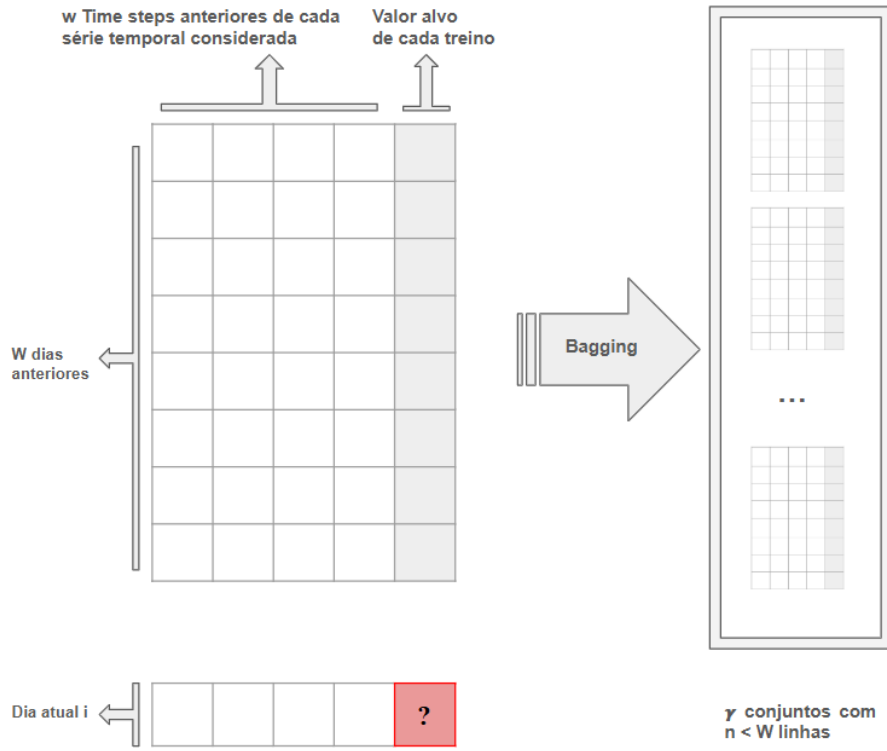 w Time steps anteriores de cada
série temporal considerada
Valor alvo
de cada treino
W dias
anteriores
Bagging
...
Dia atual i
?
γ conjuntos com
n < W linhas